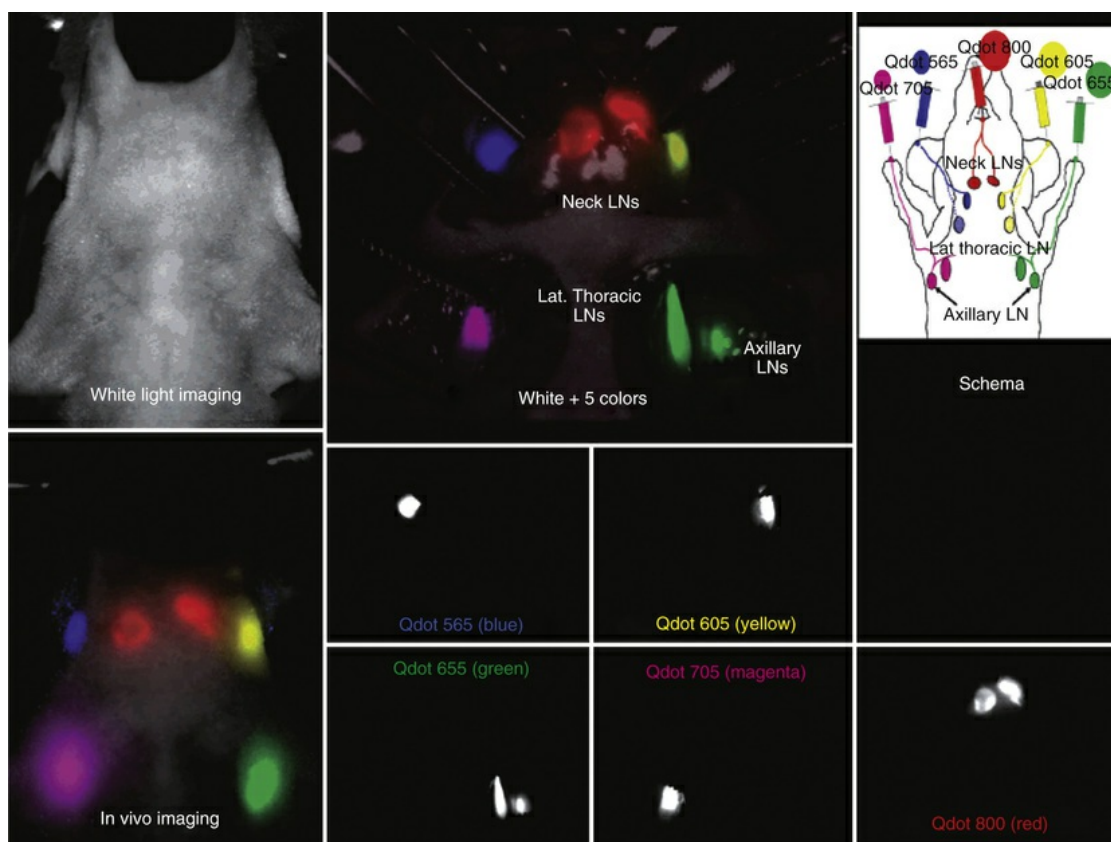 White light imaging
Neck LNs
Lat. Thoracic
LNs
Axillary
LNs
White + 5 colors
Qdot 800
Qdot 565
Qdot 605
Qdot 705
Qdot 655
Neck LNs
Lat thoracic LN
Axillary LN
Schema
In vivo imaging
Qdot 565 (blue)
Qdot 605 (yellow)
Qdot 655 (green)
Qdot 705 (magenta)
Qdot 800 (red)